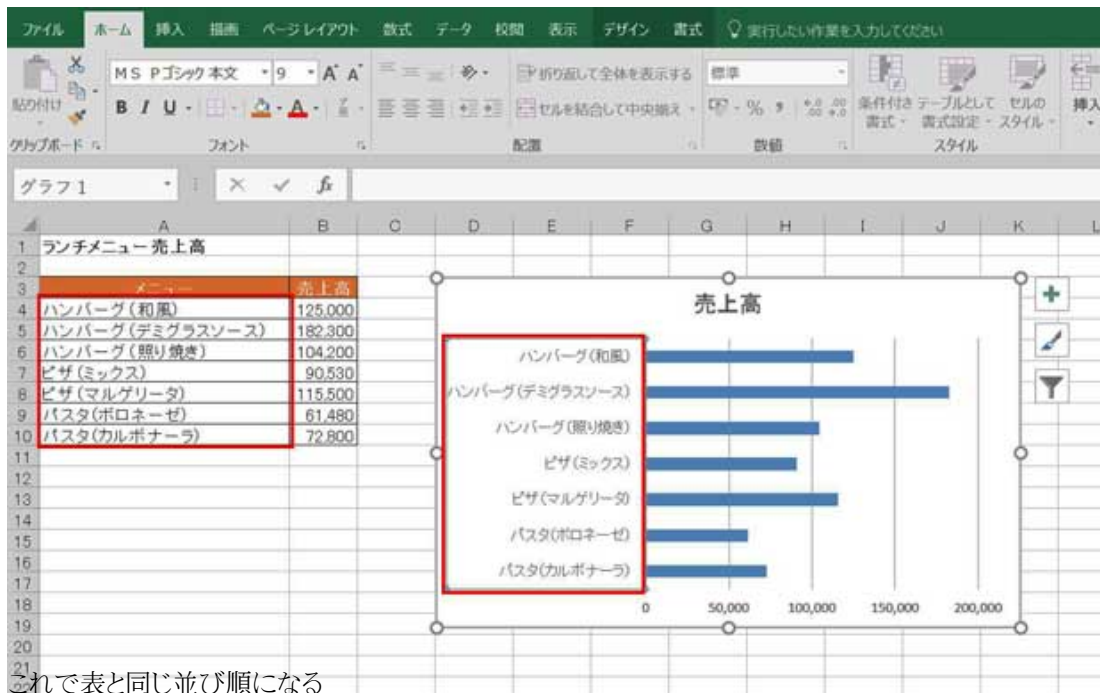 ファイル ホーム 挿入 描画 ページ レイアウト 数式 データ 校閲 表示 デザイン 書式 実行したい作業を入力してください
MS Pゴシック 本文 9 A A 折り返して全体を表示する 標準
貼り付け B I U A セルを結合して中央揃え % 条件付き書式 テーブルとして書式設定 セルのスタイル 挿入
クリップボード フォント 配置 数値 スタイル
グラフ 1 fx
A B C D E F G H I J K L
1 ランチメニュー売上高
2
3 メニュー 売上高
4 ハンバーグ(和風) 125,000
5 ハンバーグ(デミグラスソース) 182,300
6 ハンバーグ(照り焼き) 104,200
7 ピザ(ミックス) 90,530
8 ピザ(マルゲリータ) 115,500
9 パスタ(ボロネーゼ) 61,480
10 パスタ(カルボナーラ) 72,800
11
12
13
14
15
16
17
18
19
20
21
売上高
ハンバーグ(和風)
ハンバーグ(デミグラスソース)
ハンバーグ(照り焼き)
ピザ(ミックス)
ピザ(マルゲリータ)
パスタ(ボロネーゼ)
パスタ(カルボナーラ)
0 50,000 100,000 150,000 200,000
これで表と同じ並び順になる